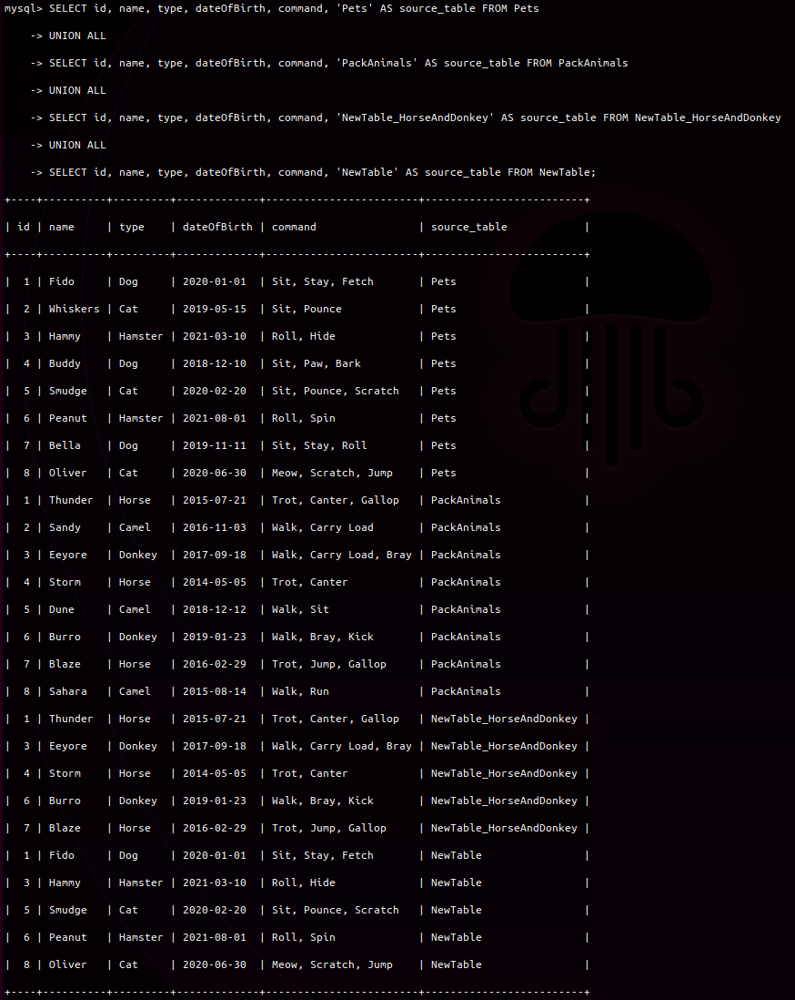 mysql> SELECT id, name, type, dateOfBirth, command, 'Pets' AS source_table FROM Pets
    -> UNION ALL
    -> SELECT id, name, type, dateOfBirth, command, 'PackAnimals' AS source_table FROM PackAnimals
    -> UNION ALL
    -> SELECT id, name, type, dateOfBirth, command, 'NewTable_HorseAndDonkey' AS source_table FROM NewTable_HorseAndDonkey
    -> UNION ALL
    -> SELECT id, name, type, dateOfBirth, command, 'NewTable' AS source_table FROM NewTable;
+----+----------+---------+-------------+------------------------+-------------------------+
| id | name     | type    | dateOfBirth | command                | source_table            |
+----+----------+---------+-------------+------------------------+-------------------------+
|  1 | Fido     | Dog     | 2020-01-01  | Sit, Stay, Fetch       | Pets                    |
|  2 | Whiskers | Cat     | 2019-05-15  | Sit, Pounce            | Pets                    |
|  3 | Hammy    | Hamster | 2021-03-10  | Roll, Hide             | Pets                    |
|  4 | Buddy    | Dog     | 2018-12-10  | Sit, Paw, Bark         | Pets                    |
|  5 | Smudge   | Cat     | 2020-02-20  | Sit, Pounce, Scratch   | Pets                    |
|  6 | Peanut   | Hamster | 2021-08-01  | Roll, Spin             | Pets                    |
|  7 | Bella    | Dog     | 2019-11-11  | Sit, Stay, Roll        | Pets                    |
|  8 | Oliver   | Cat     | 2020-06-30  | Meow, Scratch, Jump    | Pets                    |
|  1 | Thunder  | Horse   | 2015-07-21  | Trot, Canter, Gallop   | PackAnimals             |
|  2 | Sandy    | Camel   | 2016-11-03  | Walk, Carry Load       | PackAnimals             |
|  3 | Eeyore   | Donkey  | 2017-09-18  | Walk, Carry Load, Bray | PackAnimals             |
|  4 | Storm    | Horse   | 2014-05-05  | Trot, Canter           | PackAnimals             |
|  5 | Dune     | Camel   | 2018-12-12  | Walk, Sit              | PackAnimals             |
|  6 | Burro    | Donkey  | 2019-01-23  | Walk, Bray, Kick       | PackAnimals             |
|  7 | Blaze    | Horse   | 2016-02-29  | Trot, Jump, Gallop     | PackAnimals             |
|  8 | Sahara   | Camel   | 2015-08-14  | Walk, Run              | PackAnimals             |
|  1 | Thunder  | Horse   | 2015-07-21  | Trot, Canter, Gallop   | NewTable_HorseAndDonkey |
|  3 | Eeyore   | Donkey  | 2017-09-18  | Walk, Carry Load, Bray | NewTable_HorseAndDonkey |
|  4 | Storm    | Horse   | 2014-05-05  | Trot, Canter           | NewTable_HorseAndDonkey |
|  6 | Burro    | Donkey  | 2019-01-23  | Walk, Bray, Kick       | NewTable_HorseAndDonkey |
|  7 | Blaze    | Horse   | 2016-02-29  | Trot, Jump, Gallop     | NewTable_HorseAndDonkey |
|  1 | Fido     | Dog     | 2020-01-01  | Sit, Stay, Fetch       | NewTable                |
|  3 | Hammy    | Hamster | 2021-03-10  | Roll, Hide             | NewTable                |
|  5 | Smudge   | Cat     | 2020-02-20  | Sit, Pounce, Scratch   | NewTable                |
|  6 | Peanut   | Hamster | 2021-08-01  | Roll, Spin             | NewTable                |
|  8 | Oliver   | Cat     | 2020-06-30  | Meow, Scratch, Jump    | NewTable                |
+----+----------+---------+-------------+------------------------+-------------------------+